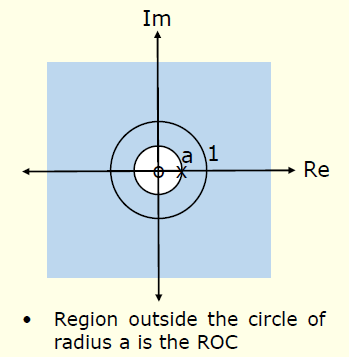 Im
a 1
Re
• Region outside the circle of
radius a is the ROC